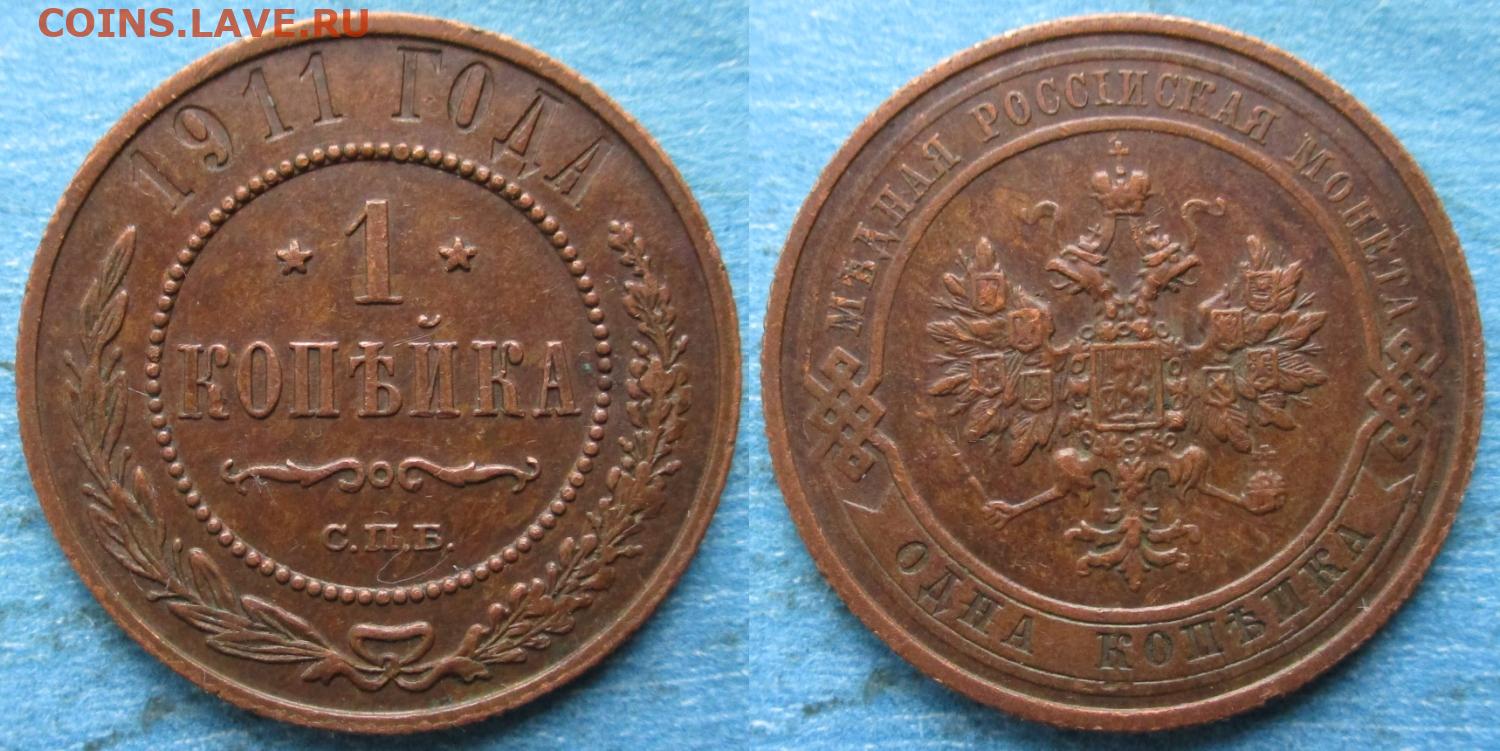 COINS.LAVE.RU
1911 ГОДА
1
КОПѢЙКА
С.П.Б.
МѢДНАЯ РОССІЙСКАЯ МОНЕТА
ОДНА КОПѢЙКА